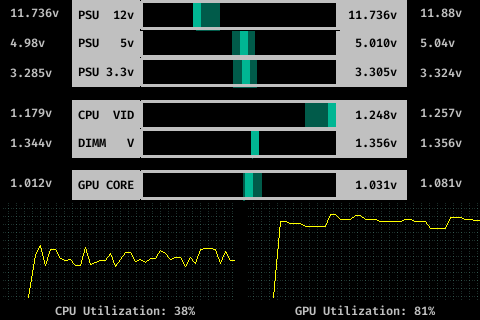 11.736v PSU 12v 11.736v 11.88v
4.98v PSU 5v 5.010v 5.04v
3.285v PSU 3.3v 3.305v 3.324v
1.179v CPU VID 1.248v 1.257v
1.344v DIMM V 1.356v 1.356v
1.012v GPU CORE 1.031v 1.081v
CPU Utilization: 38% GPU Utilization: 81%